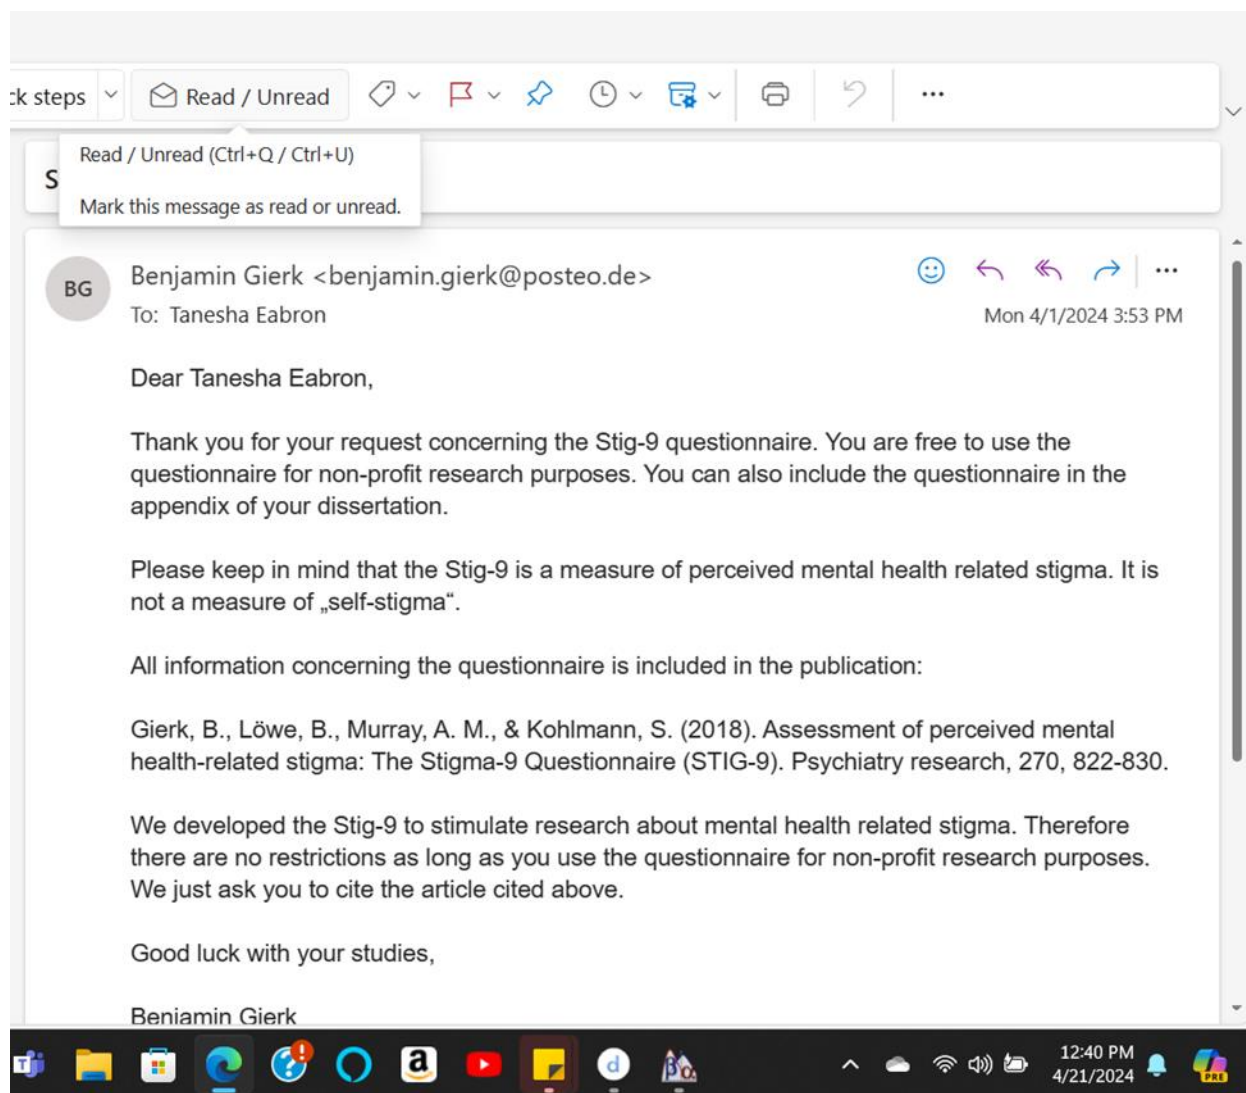 ck steps
Read / Unread
Read / Unread (Ctrl+Q / Ctrl+U)
S
Mark this message as read or unread.
BG
Benjamin Gierk <benjamin.gierk@posteo.de>
To: Tanesha Eabron
Mon 4/1/2024 3:53 PM
Dear Tanesha Eabron,
Thank you for your request concerning the Stig-9 questionnaire. You are free to use the
questionnaire for non-profit research purposes. You can also include the questionnaire in the
appendix of your dissertation.
Please keep in mind that the Stig-9 is a measure of perceived mental health related stigma. It is
not a measure of „self-stigma“.
All information concerning the questionnaire is included in the publication:
Gierk, B., Löwe, B., Murray, A. M., & Kohlmann, S. (2018). Assessment of perceived mental
health-related stigma: The Stigma-9 Questionnaire (STIG-9). Psychiatry research, 270, 822-830.
We developed the Stig-9 to stimulate research about mental health related stigma. Therefore
there are no restrictions as long as you use the questionnaire for non-profit research purposes.
We just ask you to cite the article cited above.
Good luck with your studies,
Benjamin Gierk
12:40 PM
4/21/2024
PRE